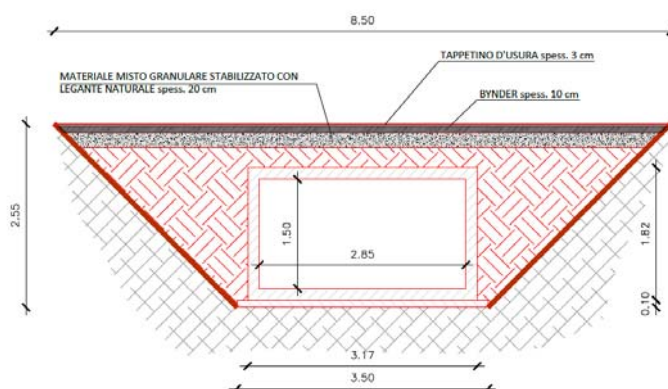 8.50
TAPPETINO D'USURA spess. 3 cm
MATERIALE MISTO GRANULARE STABILIZZATO CON
LEGANTE NATURALE spess. 20 cm
BYNDER spess. 10 cm
2.55
1.50
2.85
1.82
0.10
3.17
3.50